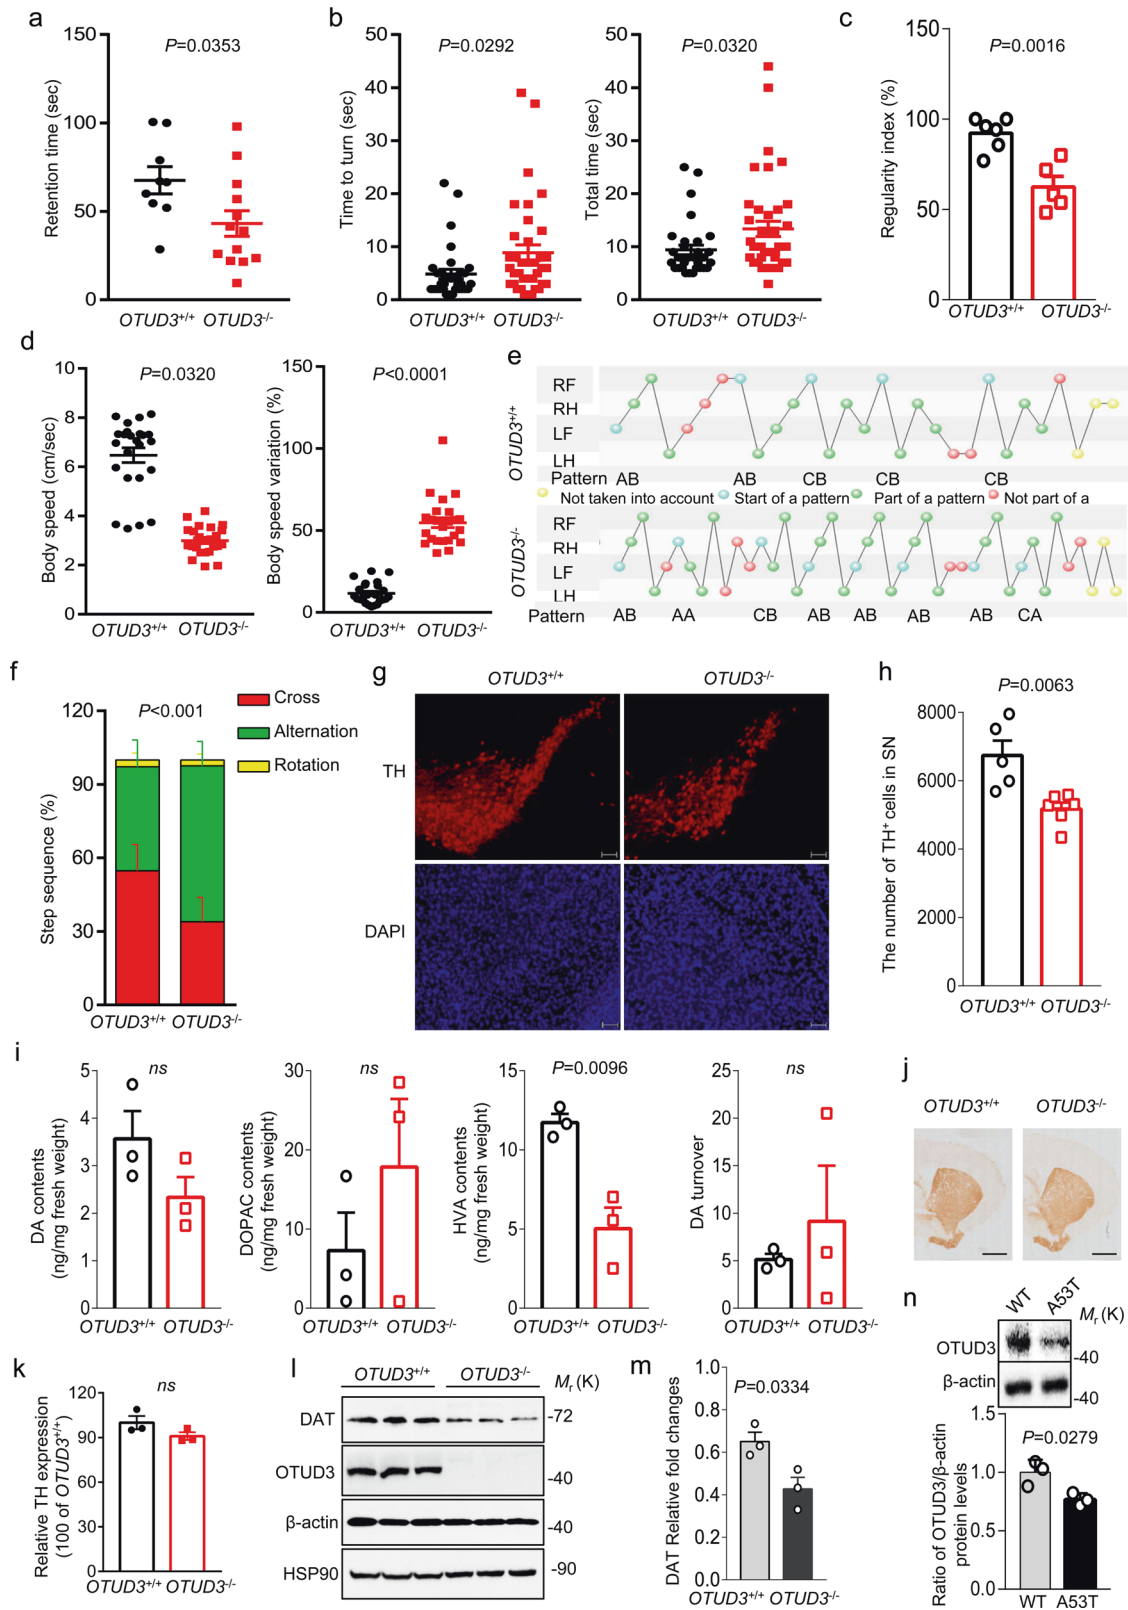 a
P=0.0353
Retention time (sec)
150
100
50
0
OTUD3+/+ OTUD3-/-
b
P=0.0292
Time to turn (sec)
50
40
30
20
10
0
OTUD3+/+ OTUD3-/-
P=0.0320
Total time (sec)
50
40
30
20
10
0
OTUD3+/+ OTUD3-/-
c
P=0.0016
Regularity index (%)
150
100
50
0
OTUD3+/+ OTUD3-/-
d
P=0.0320
Body speed (cm/sec)
10
8
6
4
2
0
OTUD3+/+ OTUD3-/-
P<0.0001
Body speed variation (%)
150
100
50
0
OTUD3+/+ OTUD3-/-
e
OTUD3+/+
RF
RH
LF
LH
Pattern AB AB CB CB CB
Not taken into account Start of a pattern Part of a pattern Not part of a
OTUD3-/-
RF
RH
LF
LH
Pattern AB AA CB AB AB AB AB CA
f
P<0.001
Step sequence (%)
120
90
60
30
0
Cross
Alternation
Rotation
OTUD3+/+ OTUD3-/-
g
OTUD3+/+ OTUD3-/-
TH
DAPI
h
P=0.0063
The number of TH+ cells in SN
8000
6000
4000
2000
0
OTUD3+/+ OTUD3-/-
i
ns
DA contents
(ng/mg fresh weight)
5
4
3
2
1
0
OTUD3+/+ OTUD3-/-
ns
DOPAC contents
(ng/mg fresh weight)
30
20
10
0
OTUD3+/+ OTUD3-/-
P=0.0096
HVA contents
(ng/mg fresh weight)
15
10
5
0
OTUD3+/+ OTUD3-/-
ns
DA turnover
25
20
15
10
5
0
OTUD3+/+ OTUD3-/-
j
OTUD3+/+ OTUD3-/-
k
ns
Relative TH expression
(100 of OTUD3+/+)
120
90
30
0
OTUD3+/+ OTUD3-/-
l
OTUD3+/+ OTUD3-/- Mr (K)
DAT -72
OTUD3 -40
β-actin -40
HSP90 -90
m
P=0.0334
DAT Relative fold changes
1.0
0.8
0.6
0.4
0.2
0.0
OTUD3+/+ OTUD3-/-
n
WT A53T Mr (K)
OTUD3 -40
β-actin -40
P=0.0279
Ratio of OTUD3/β-actin
protein levels
1.5
1.0
0.5
0.0
WT A53T